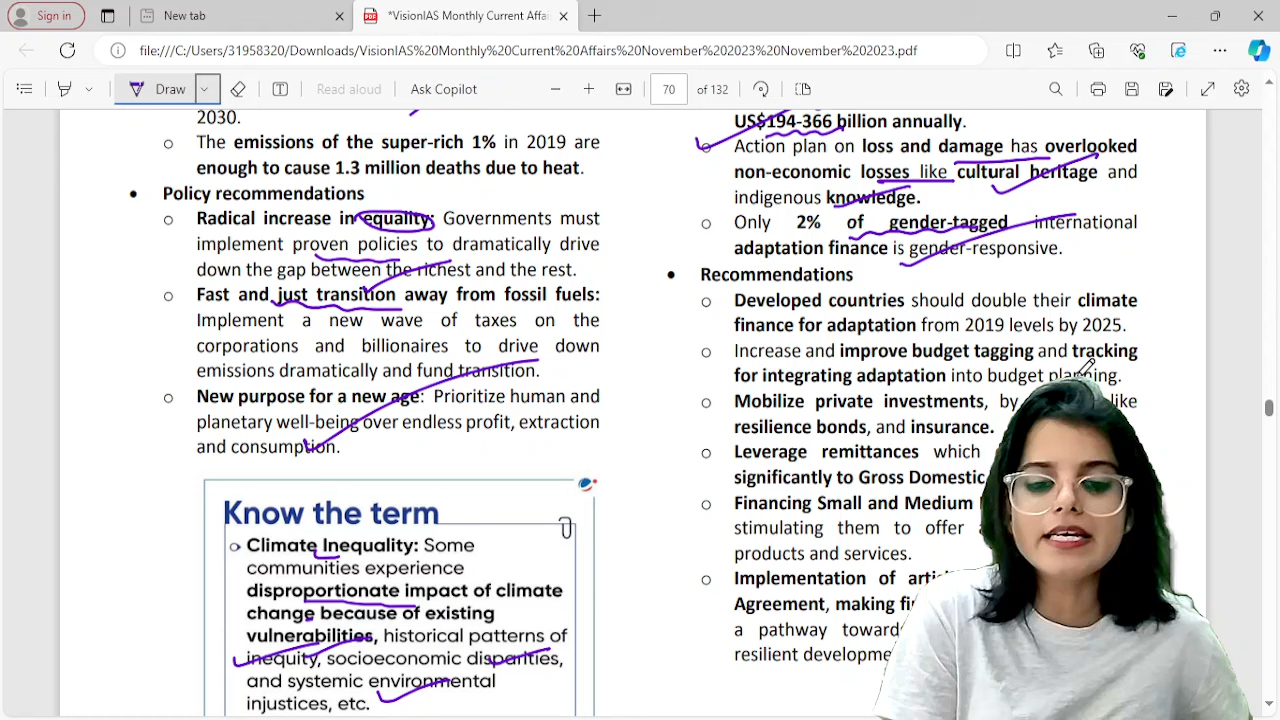 Sign in
New tab
*VisionIAS Monthly Current Affai
file:///C:/Users/31958320/Downloads/VisionIAS%20Monthly%20Current%20Affairs%20November%202023%20November%202023.pdf
Draw
Read aloud
Ask Copilot
70 of 132
2030.
The emissions of the super-rich 1% in 2019 are
enough to cause 1.3 million deaths due to heat.
Policy recommendations
Radical increase in equality: Governments must
implement proven policies to dramatically drive
down the gap between the richest and the rest.
Fast and just transition away from fossil fuels:
Implement a new wave of taxes on the
corporations and billionaires to drive down
emissions dramatically and fund transition.
New purpose for a new age: Prioritize human and
planetary well-being over endless profit, extraction
and consumption.
Know the term
Climate Inequality: Some
communities experience
disproportionate impact of climate
change because of existing
vulnerabilities, historical patterns of
inequity, socioeconomic disparities,
and systemic environmental
injustices, etc.
US$194-366 billion annually.
Action plan on loss and damage has overlooked
non-economic losses like cultural heritage and
indigenous knowledge.
Only 2% of gender-tagged international
adaptation finance is gender-responsive.
Recommendations
Developed countries should double their climate
finance for adaptation from 2019 levels by 2025.
Increase and improve budget tagging and tracking
for integrating adaptation into budget planning.
Mobilize private investments, by like
resilience bonds, and insurance.
Leverage remittances which
significantly to Gross Domestic
Financing Small and Medium
stimulating them to offer
products and services.
Implementation of
Agreement, making
a pathway
resilient